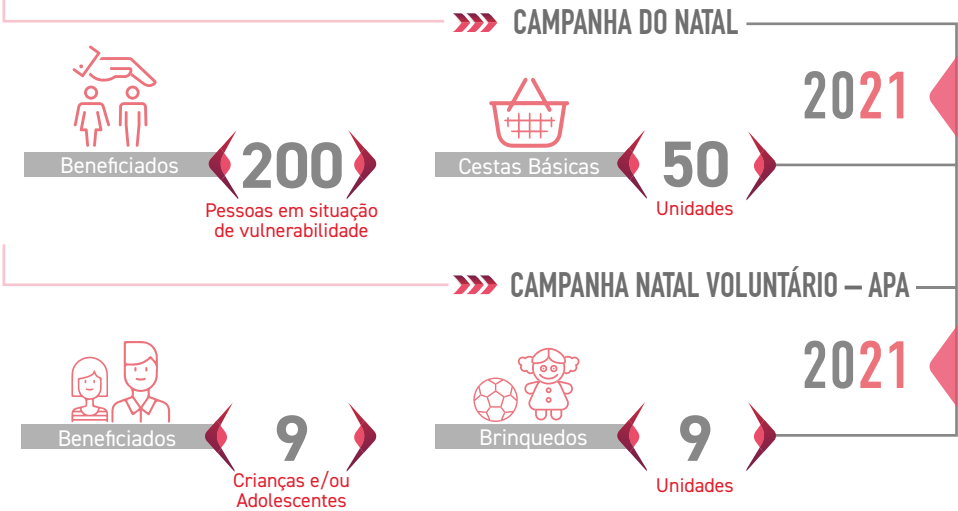 CAMPANHA DO NATAL
2021
Beneficiados
200
Pessoas em situação
de vulnerabilidade
Cestas Básicas
50
Unidades
CAMPANHA NATAL VOLUNTÁRIO – APA
2021
Beneficiados
9
Crianças e/ou
Adolescentes
Brinquedos
9
Unidades